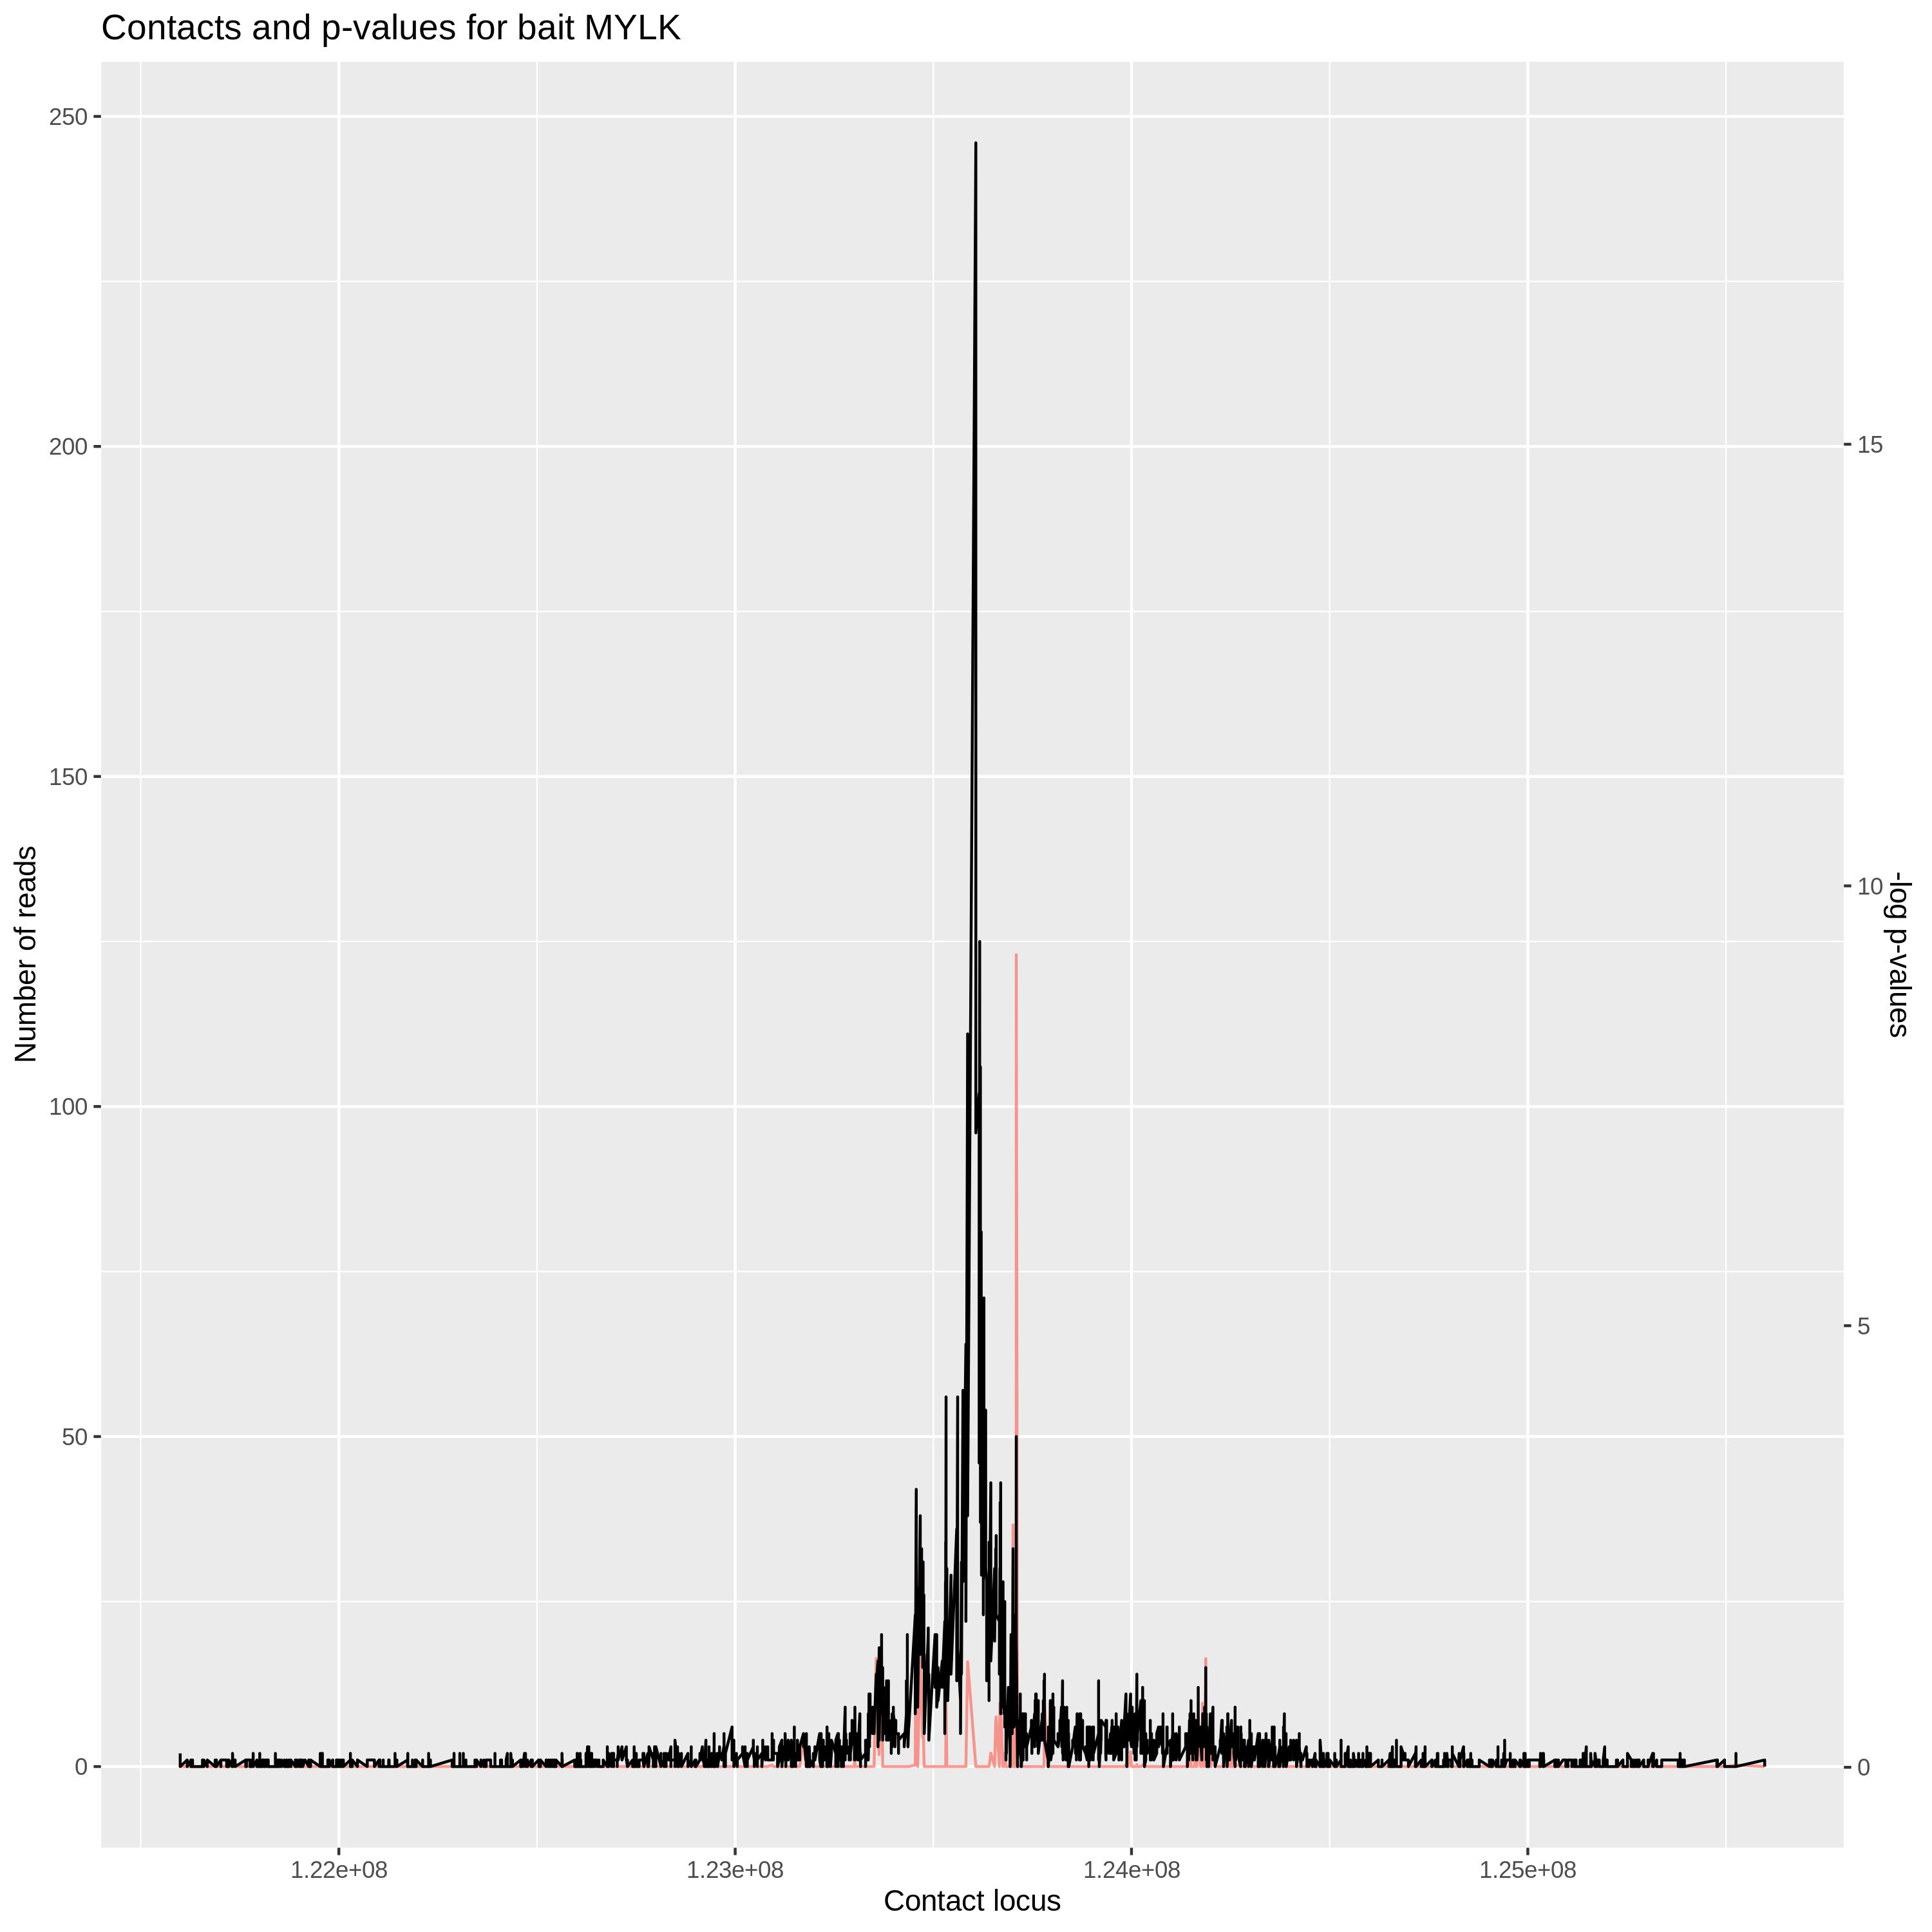 Contacts and p-values for bait MYLK
250
200
150
100
50
0
Number of reads
15
10
5
0
-log p-values
1.22e+08 1.23e+08 1.24e+08 1.25e+08
Contact locus